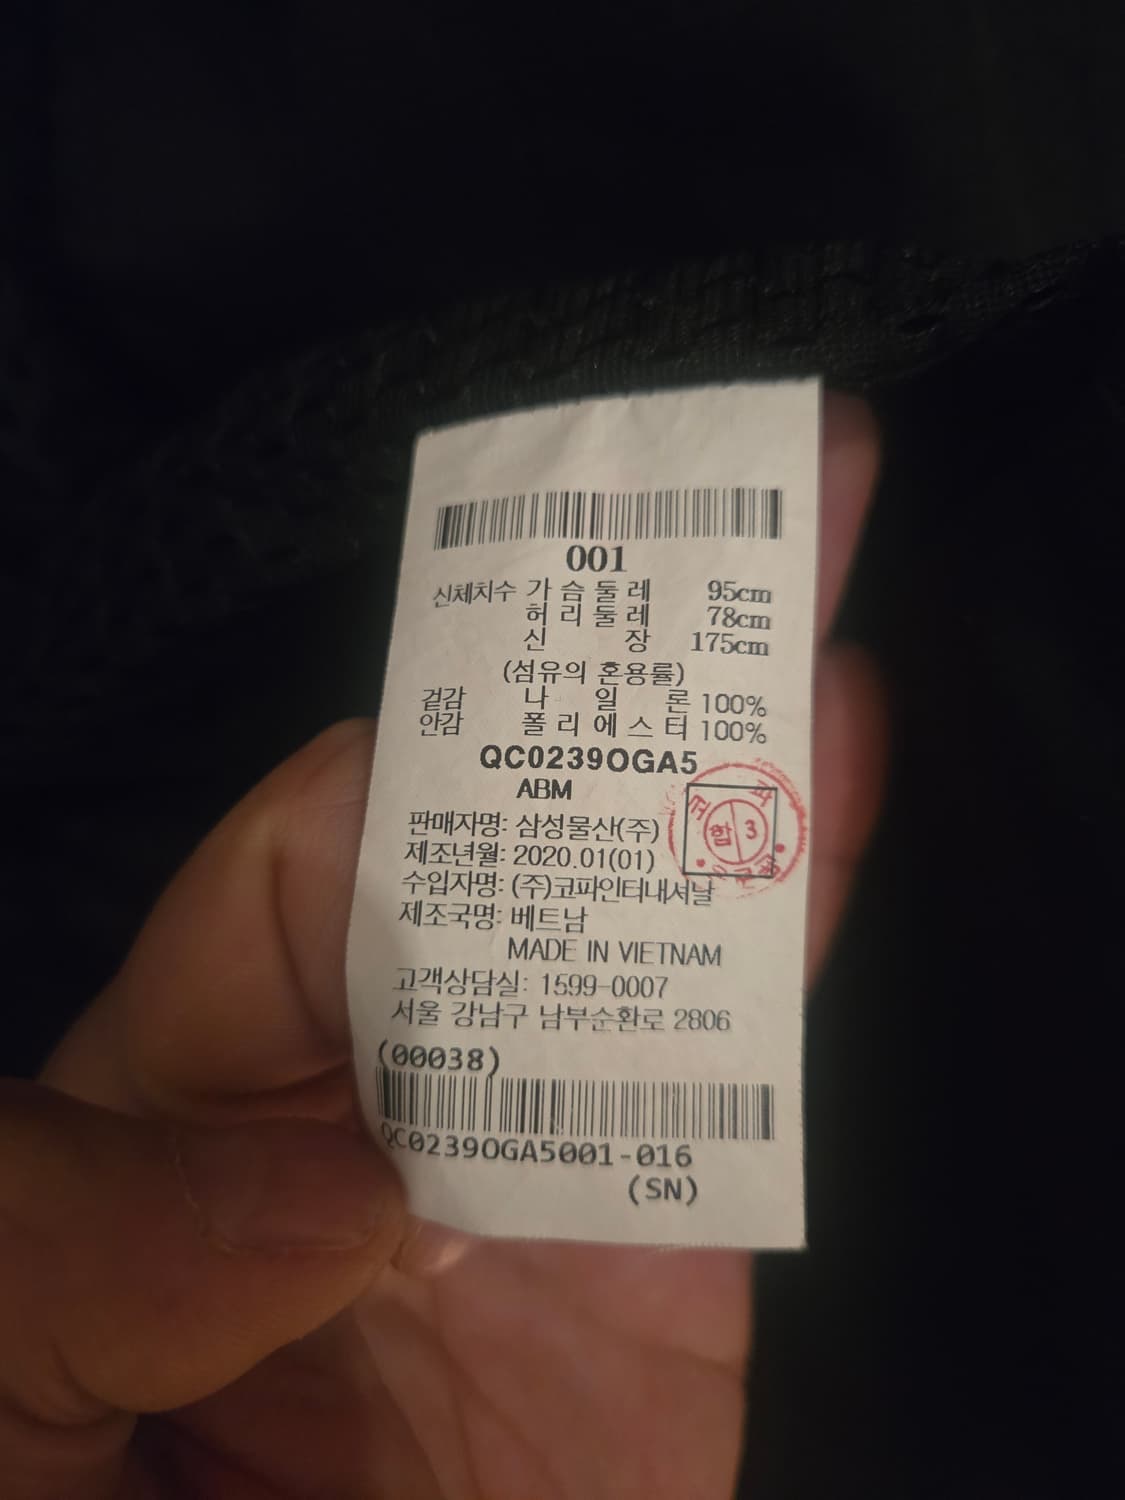 001
신체치수 가슴둘레 95cm
허리둘레 78cm
신장 175cm
(섬유의 혼용률)
겉감 나일론 100%
안감 폴리에스터 100%
QC0239OGA5
ABM
판매자명: 삼성물산(주)
제조년월: 2020.01(01)
수입자명: (주)코파인터내셔날
제조국명: 베트남
MADE IN VIETNAM
고객상담실: 1599-0007
서울 강남구 남부순환로 2806
(00038)
QC0239OGA5001-016
(SN)
합 3